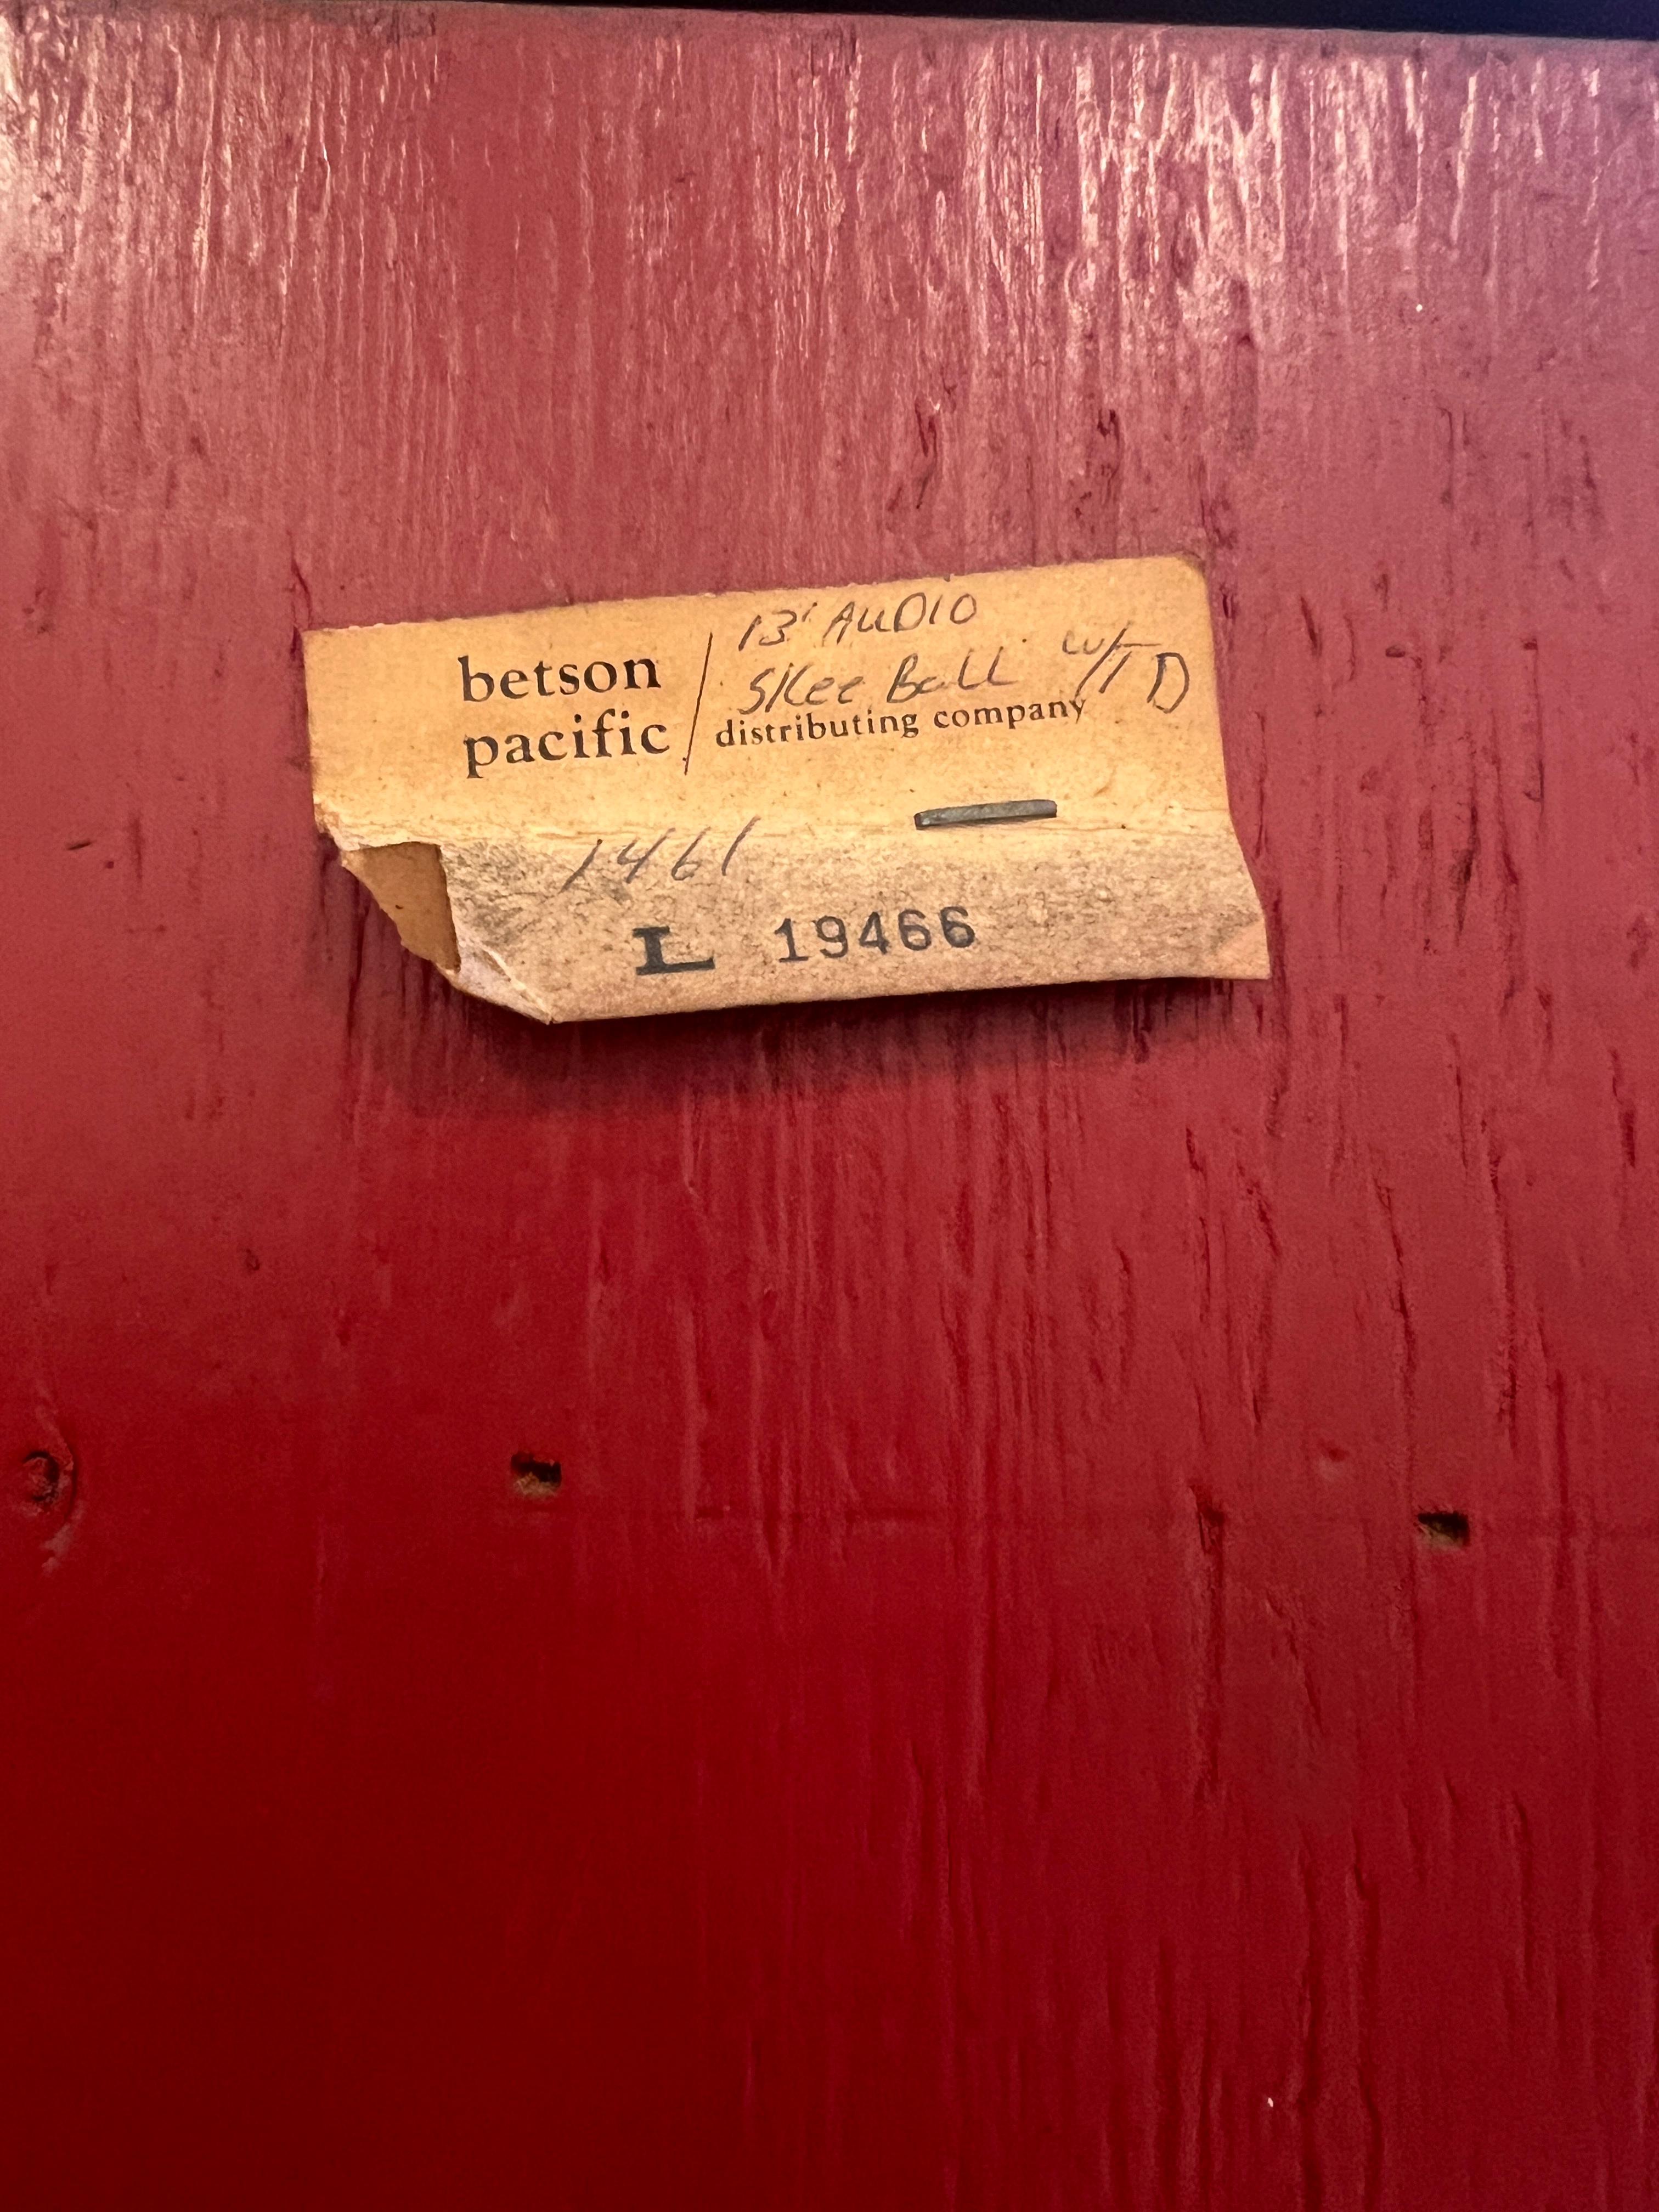 13' AUDIO
Skee Ball w/TD
betson
pacific / distributing company
1461
L 19466